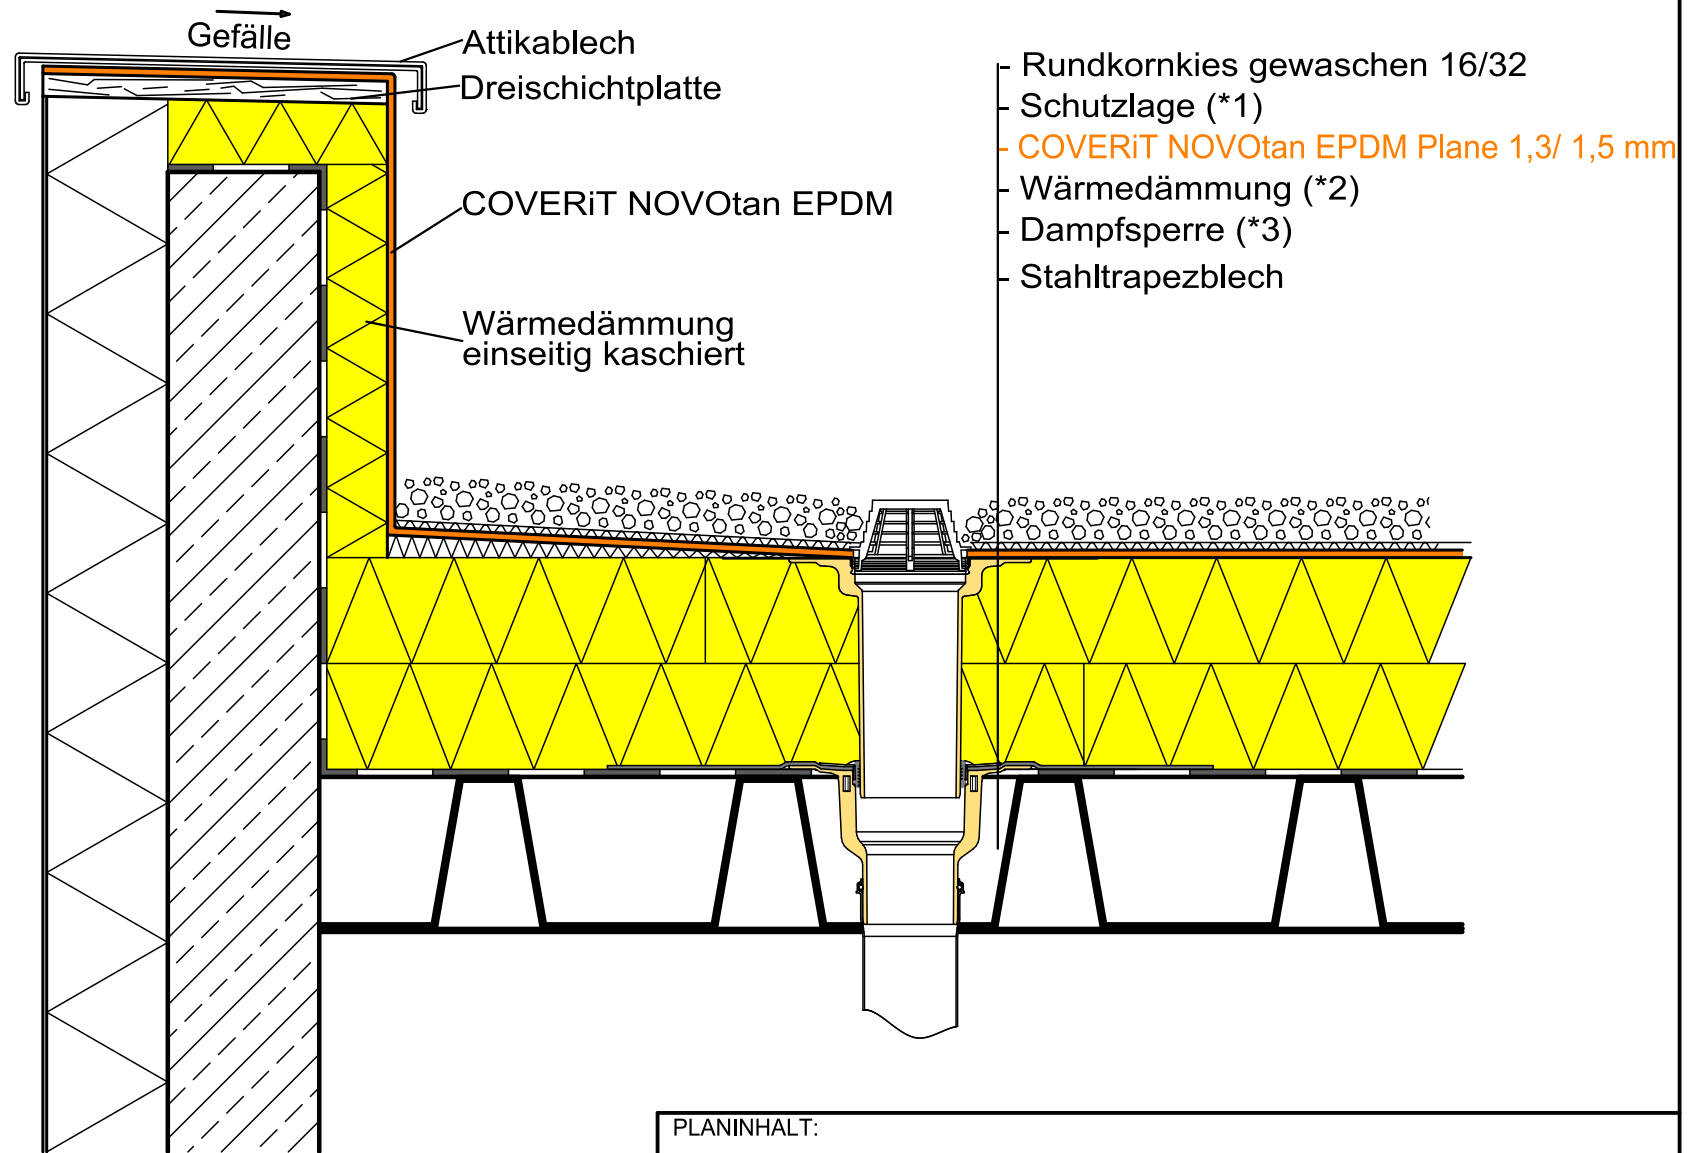 Gefälle
Attikablech
Dreischichtplatte
COVERiT NOVOtan EPDM
Wärmedämmung
einseitig kaschiert
- Rundkornkies gewaschen 16/32
- Schutzlage (*1)
- COVERiT NOVOtan EPDM Plane 1,3/ 1,5 mm
- Wärmedämmung (*2)
- Dampfsperre (*3)
- Stahltrapezblech
PLANINHALT: